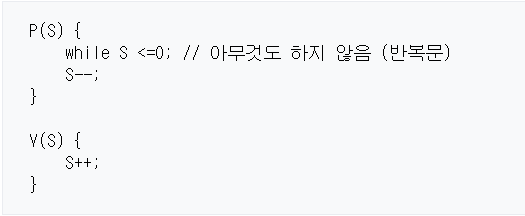 P(S) {
    while S <=0; // 아무것도 하지 않음 (반복문)
    S--;
}

V(S) {
    S++;
}